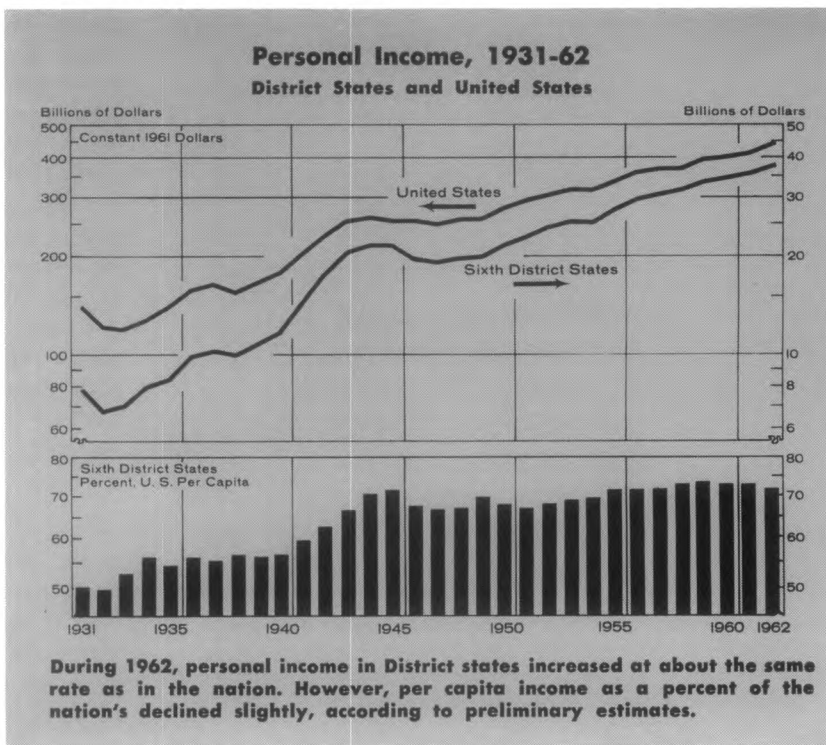 Personal Income, 1931-62
District States and United States
Billions of Dollars
Billions of Dollars
500
50
Constant 1961 Dollars
400
40
United States
300
30
200
20
Sixth District States
100
10
80
8
60
6
80
80
Sixth District States
Percent, U. S. Per Capita
70
70
60
60
50
50
1931 1935 1940 1945 1950 1955 1960 1962
During 1962, personal income in District states increased at about the same
rate as in the nation. However, per capita income as a percent of the
nation's declined slightly, according to preliminary estimates.